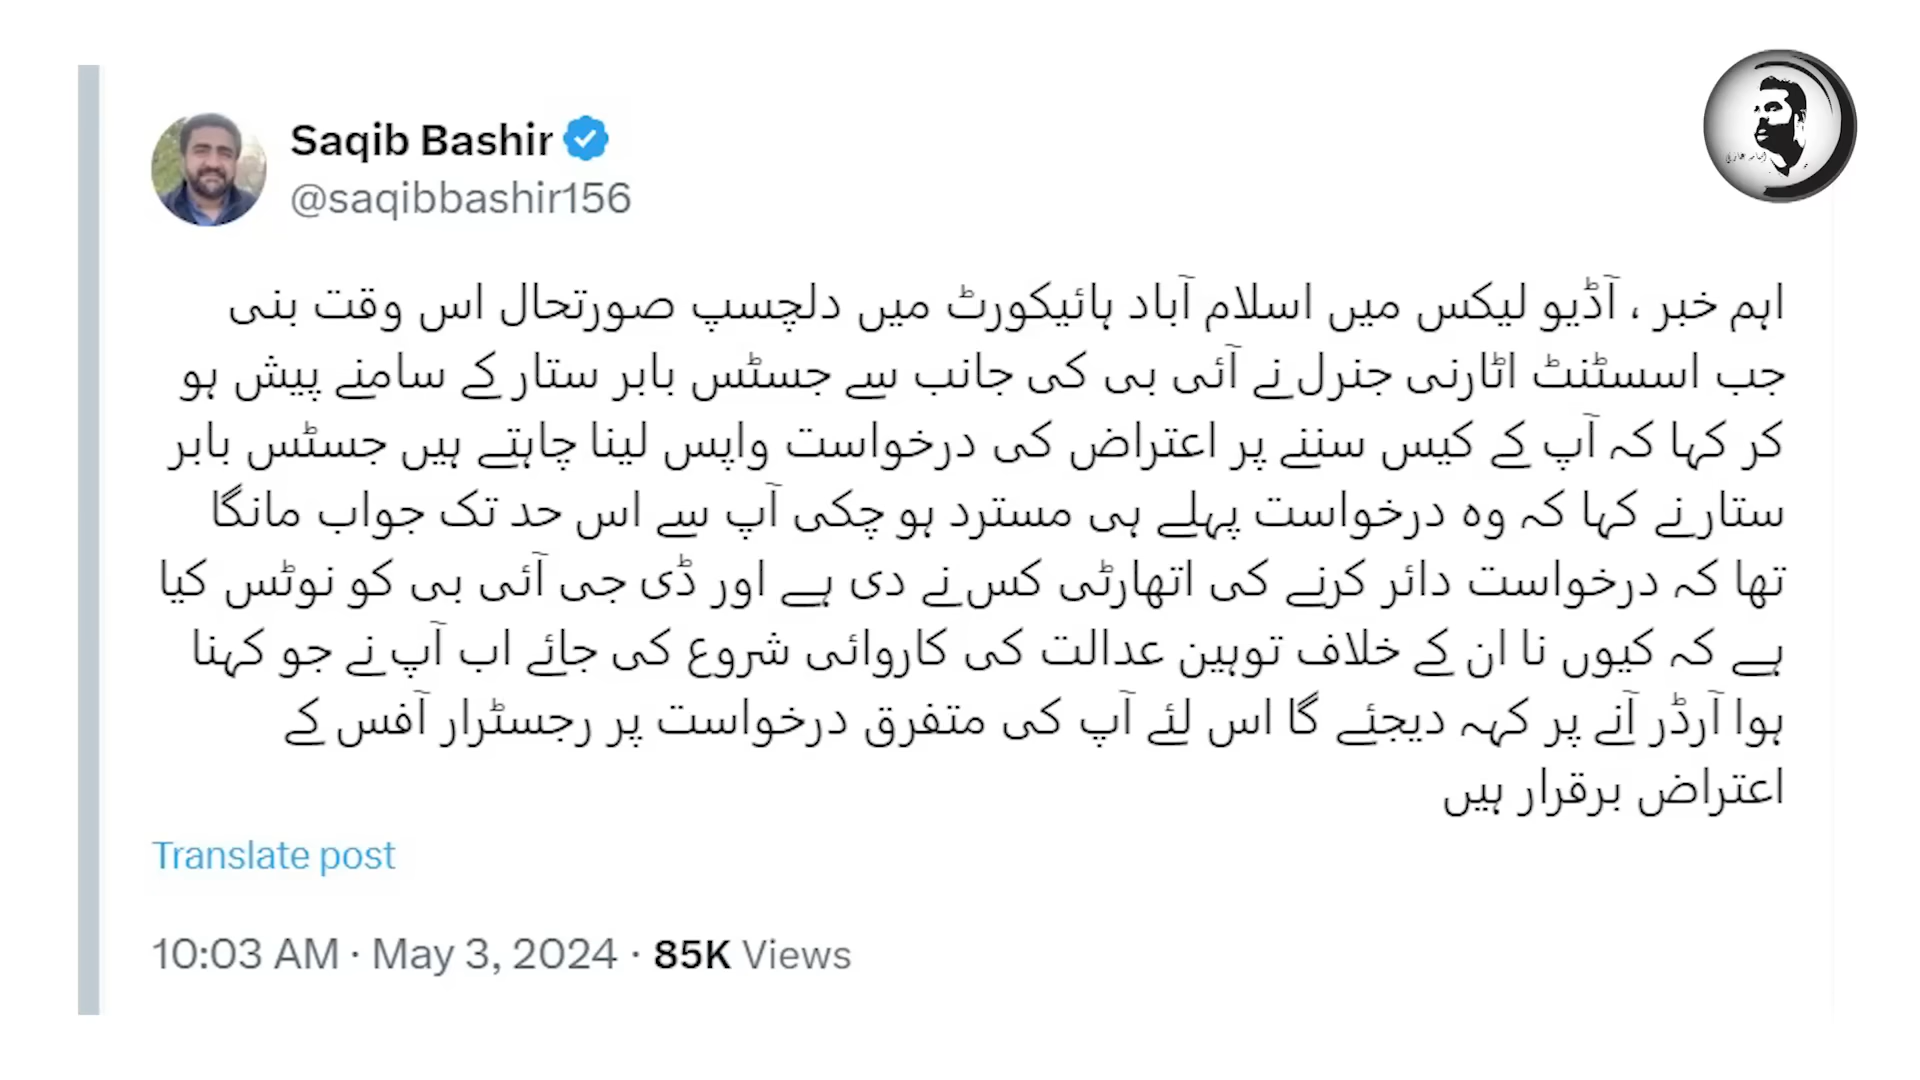 Saqib Bashir
@saqibbashir156
اہم خبر ، آڈیو لیکس میں اسلام آباد ہائیکورٹ میں دلچسپ صورتحال اس وقت بنی
جب اسسٹنٹ اٹارنی جنرل نے آئی بی کی جانب سے جسٹس بابر ستار کے سامنے پیش ہو
کر کہا کہ آپ کے کیس سننے پر اعتراض کی درخواست واپس لینا چاہتے ہیں جسٹس بابر
ستار نے کہا کہ وہ درخواست پہلے ہی مسترد ہو چکی آپ سے اس حد تک جواب مانگا
تھا کہ درخواست دائر کرنے کی اتھارٹی کس نے دی ہے اور ڈی جی آئی بی کو نوٹس کیا
ہے کہ کیوں نا ان کے خلاف توہین عدالت کی کاروائی شروع کی جائے اب آپ نے جو کہنا
ہوا آرڈر آنے پر کہہ دیجئے گا اس لئے آپ کی متفرق درخواست پر رجسٹرار آفس کے
اعتراض برقرار ہیں
Translate post
10:03 AM · May 3, 2024 · 85K Views